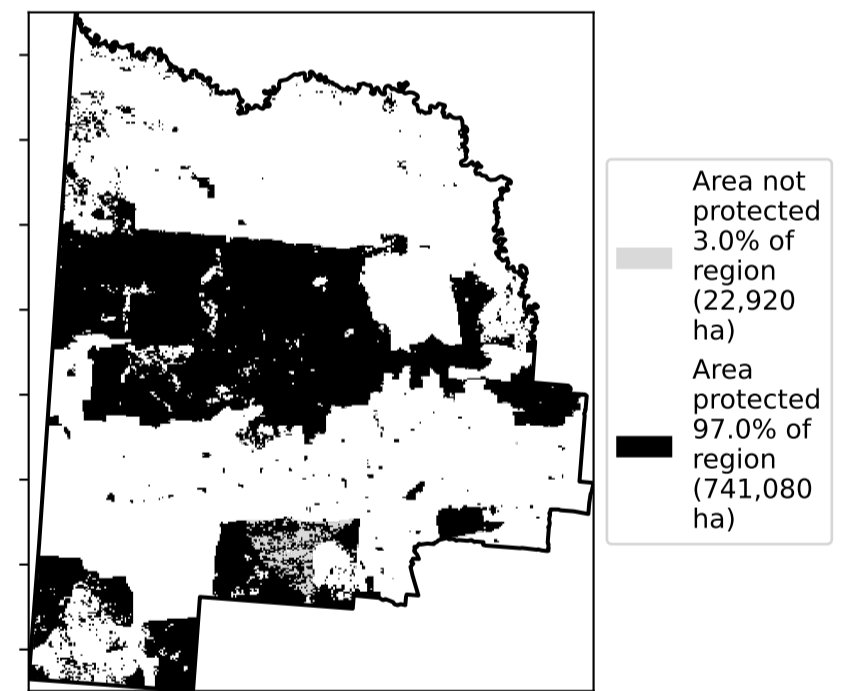 Area not
protected
3.0% of
region
(22,920
ha)
Area
protected
97.0% of
region
(741,080
ha)